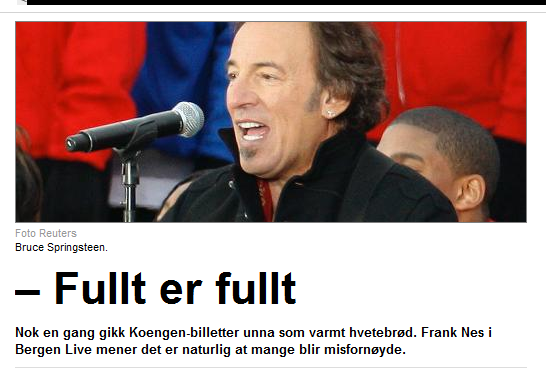 Foto Reuters
Bruce Springsteen.
– Fullt er fullt
Nok en gang gikk Koengen-billetter unna som varmt hvetebrød. Frank Nes i
Bergen Live mener det er naturlig at mange blir misfornøyde.